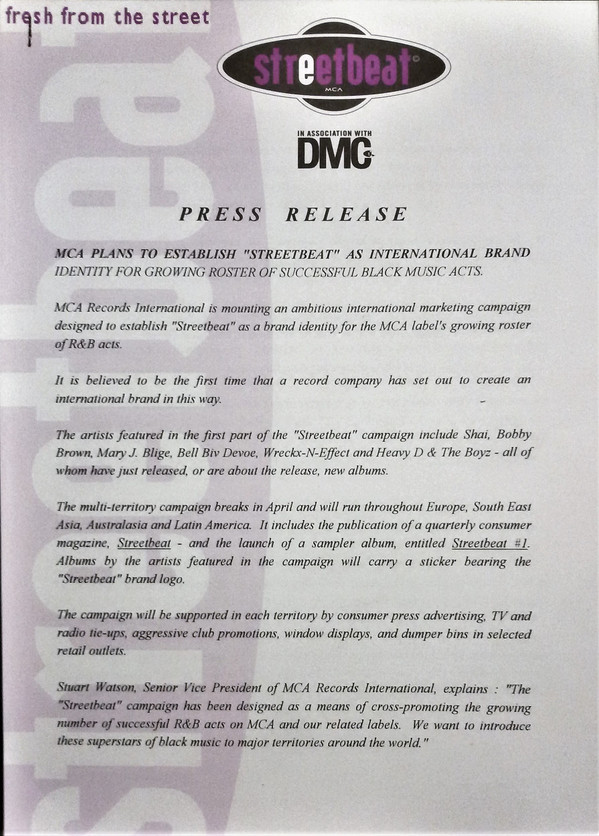 fresh from the street
streetbeat©
MCA
IN ASSOCIATION WITH
DMC
PRESS RELEASE
MCA PLANS TO ESTABLISH "STREETBEAT" AS INTERNATIONAL BRAND
IDENTITY FOR GROWING ROSTER OF SUCCESSFUL BLACK MUSIC ACTS.
MCA Records International is mounting an ambitious international marketing campaign
designed to establish "Streetbeat" as a brand identity for the MCA label's growing roster
of R&B acts.
It is believed to be the first time that a record company has set out to create an
international brand in this way.
The artists featured in the first part of the "Streetbeat" campaign include Shai, Bobby
Brown, Mary J. Blige, Bell Biv Devoe, Wreckx-N-Effect and Heavy D & The Boyz - all of
whom have just released, or are about the release, new albums.
The multi-territory campaign breaks in April and will run throughout Europe, South East
Asia, Australasia and Latin America. It includes the publication of a quarterly consumer
magazine, Streetbeat - and the launch of a sampler album, entitled Streetbeat #1.
Albums by the artists featured in the campaign will carry a sticker bearing the
"Streetbeat" brand logo.
The campaign will be supported in each territory by consumer press advertising, TV and
radio tie-ups, aggressive club promotions, window displays, and dumper bins in selected
retail outlets.
Stuart Watson, Senior Vice President of MCA Records International, explains : "The
"Streetbeat" campaign has been designed as a means of cross-promoting the growing
number of successful R&B acts on MCA and our related labels. We want to introduce
these superstars of black music to major territories around the world."
streetbeat